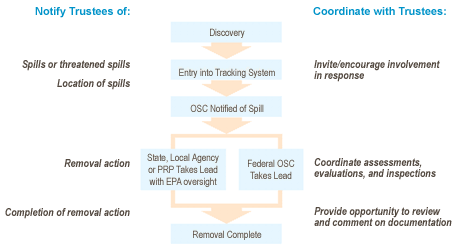 Notify Trustees of:
Coordinate with Trustees:
Discovery
Spills or threatened spills
Location of spills
Entry into Tracking System
Invite/encourage involvement
in response
OSC Notified of Spill
Removal action
State, Local Agency
or PRP Takes Lead
with EPA oversight
Federal OSC
Takes Lead
Coordinate assessments,
evaluations, and inspections
Completion of removal action
Removal Complete
Provide opportunity to review
and comment on documentation